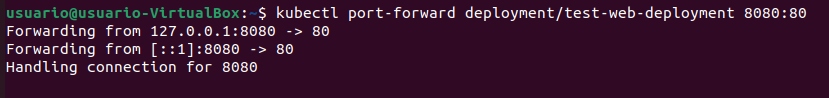 usuario@usuario-VirtualBox:~$ kubectl port-forward deployment/test-web-deployment 8080:80
Forwarding from 127.0.0.1:8080 -> 80
Forwarding from [::1]:8080 -> 80
Handling connection for 8080